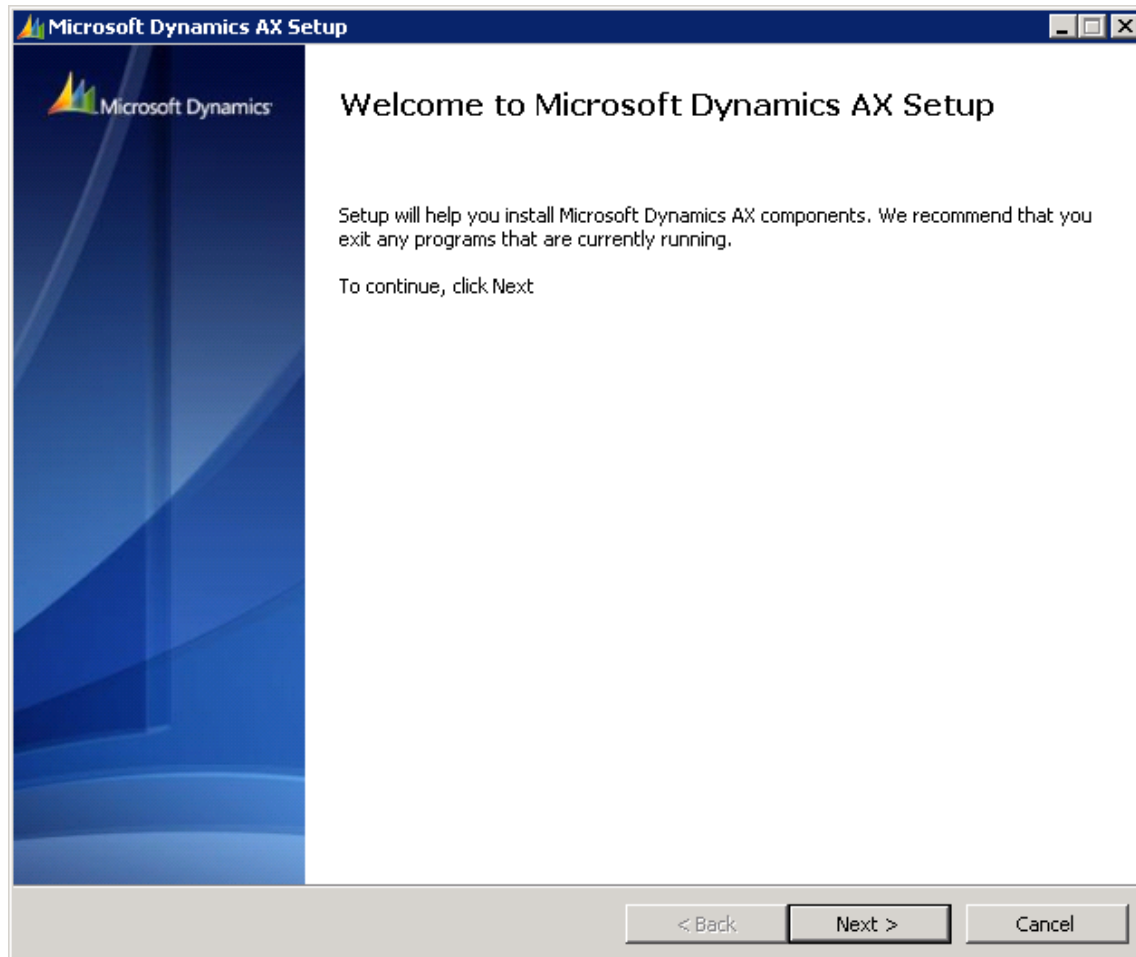 Microsoft Dynamics AX Setup
Microsoft Dynamics
Welcome to Microsoft Dynamics AX Setup
Setup will help you install Microsoft Dynamics AX components. We recommend that you
exit any programs that are currently running.
To continue, click Next
< Back
Next >
Cancel